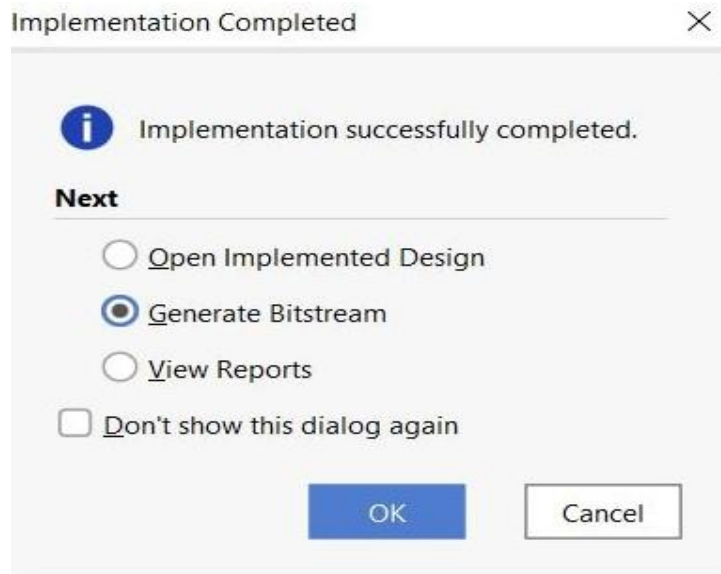 Implementation Completed
Implementation successfully completed.
Next
Open Implemented Design
Generate Bitstream
View Reports
Don't show this dialog again
OK Cancel